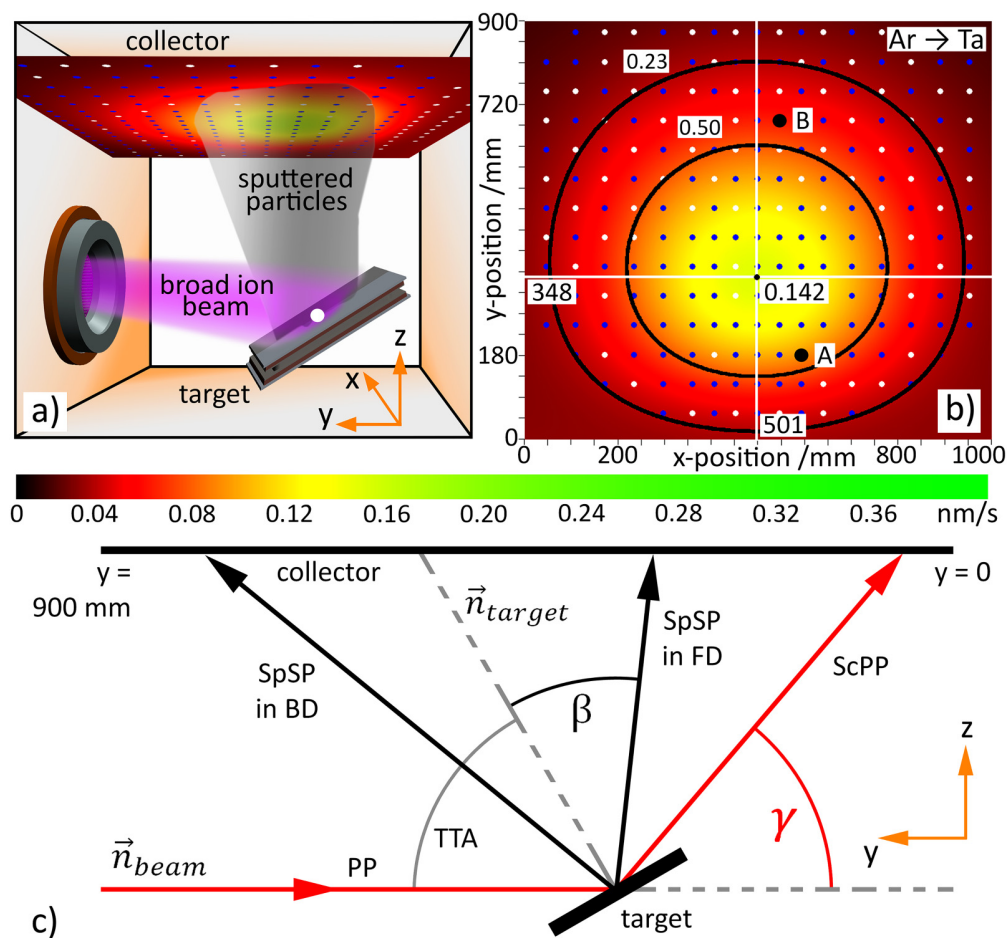 collector
sputtered
particles
broad ion
beam
target
x
y
z
a)
900
720
180
0
y-position /mm
Ar → Ta
0.23
0.50
B
348
0.142
A
501
b)
0 200 x-position /mm 800 1000
0 0.04 0.08 0.12 0.16 0.20 0.24 0.28 0.32 0.36 nm/s
y =
900 mm
collector
y = 0
n⃗target
SpSP
in BD
SpSP
in FD
ScPP
β
TTA
γ
z
y
n⃗beam
PP
target
c)